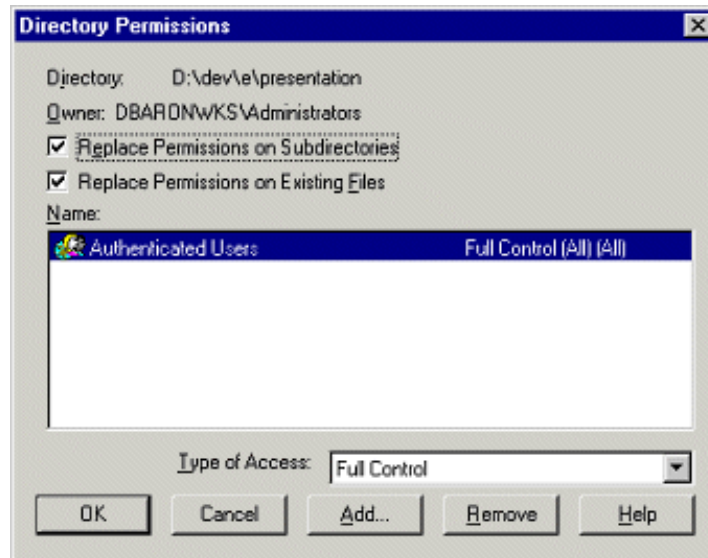 Directory Permissions
Directory: D:\dev\e\presentation
Owner: DBARONWKS\Administrators
Replace Permissions on Subdirectories
Replace Permissions on Existing Files
Name:
Authenticated Users Full Control (All) (All)
Type of Access: Full Control
OK Cancel Add... Remove Help